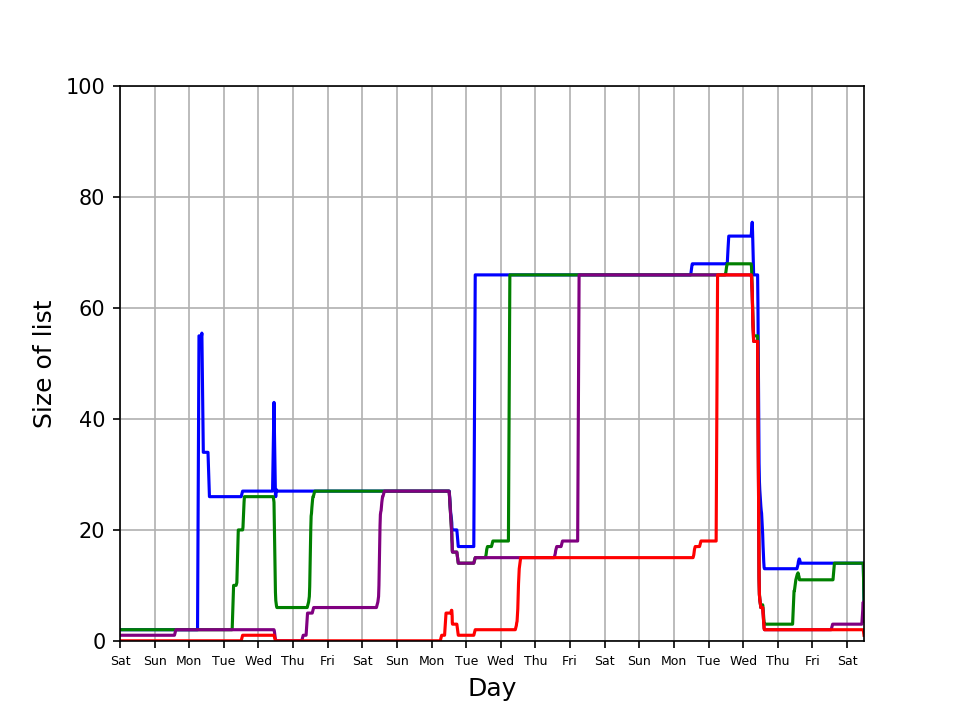 100
80
60
40
20
0
Size of list
Sat Sun Mon Tue Wed Thu Fri Sat Sun Mon Tue Wed Thu Fri Sat Sun Mon Tue Wed Thu Fri Sat
Day